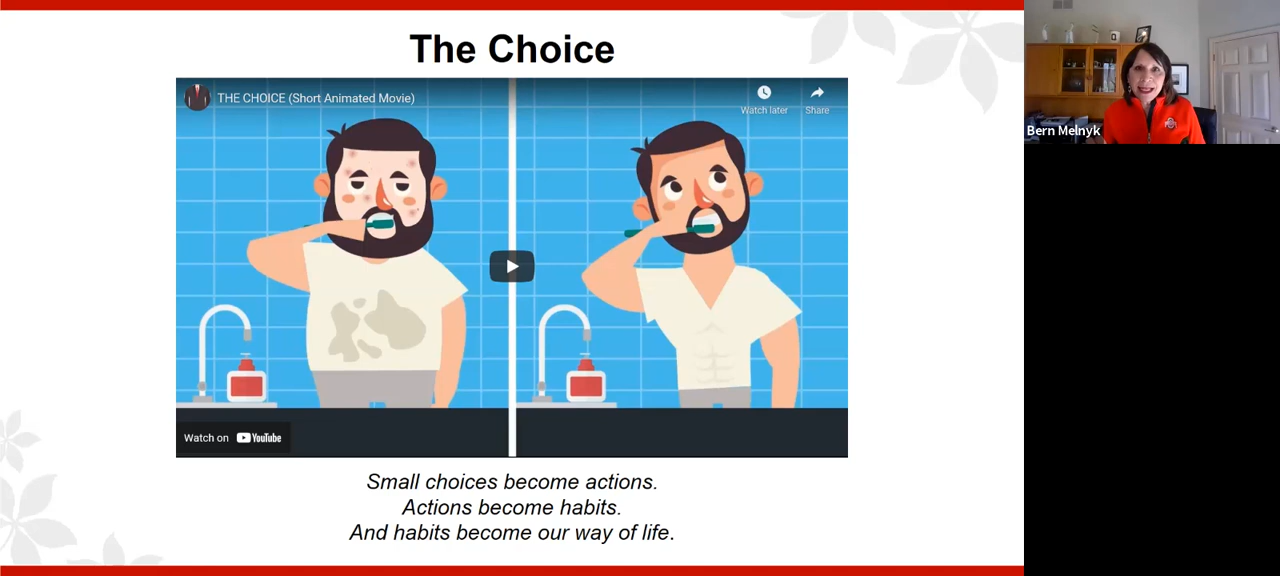 The Choice
THE CHOICE (Short Animated Movie)
Watch later
Share
Bern Melnyk
Watch on YouTube
Small choices become actions.
Actions become habits.
And habits become our way of life.